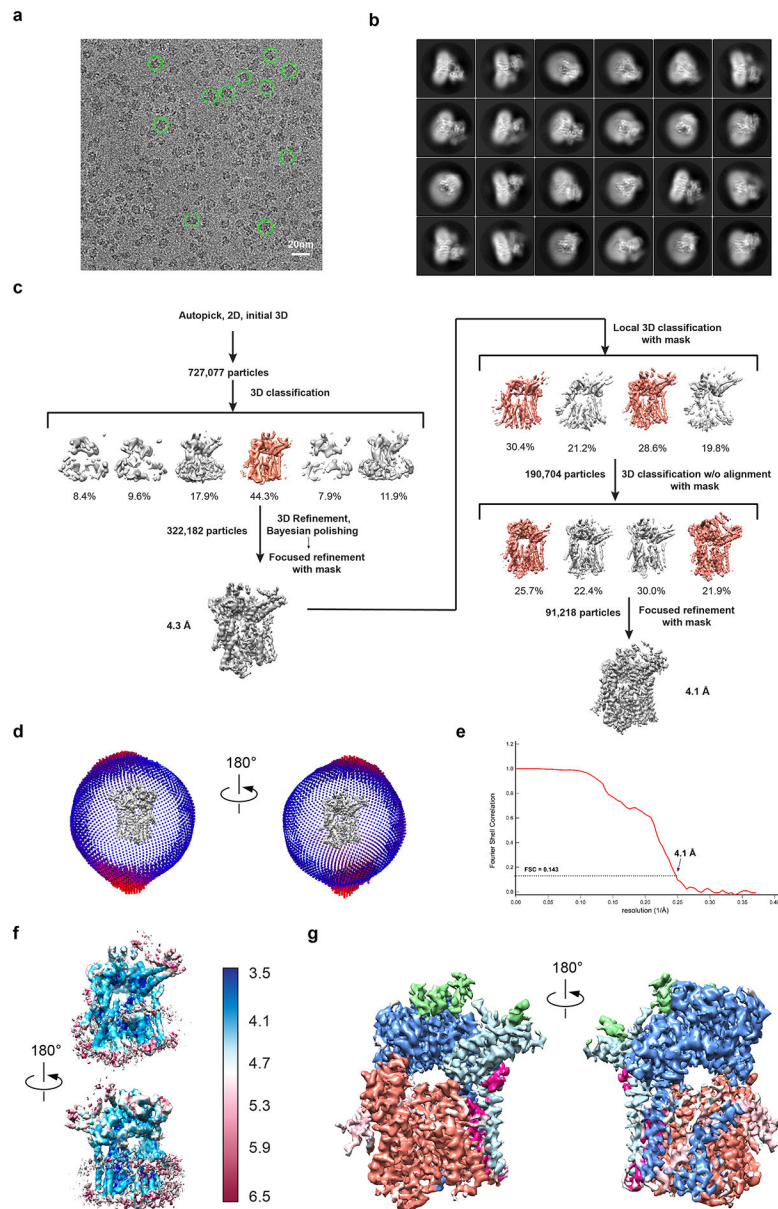 a
20nm
b
c
Autopick, 2D, initial 3D
727,077 particles
3D classification
8.4%
9.6%
17.9%
44.3%
7.9%
11.9%
322,182 particles
3D Refinement,
Bayesian polishing
Focused refinement
with mask
4.3 Å
Local 3D classification
with mask
30.4%
21.2%
28.6%
19.8%
190,704 particles
3D classification w/o alignment
with mask
25.7%
22.4%
30.0%
21.9%
91,218 particles
Focused refinement
with mask
4.1 Å
d
180°
e
Fourier Shell Correlation
1.2
1.0
0.8
0.6
0.4
0.2
0.0
FSC = 0.143
4.1 Å
0.00
0.05
0.10
0.15
0.20
0.25
0.30
0.35
0.40
resolution (1/Å)
f
180°
3.5
4.1
4.7
5.3
5.9
6.5
g
180°